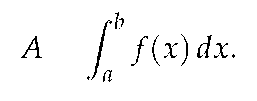 A ∫_a^b f(x) dx.